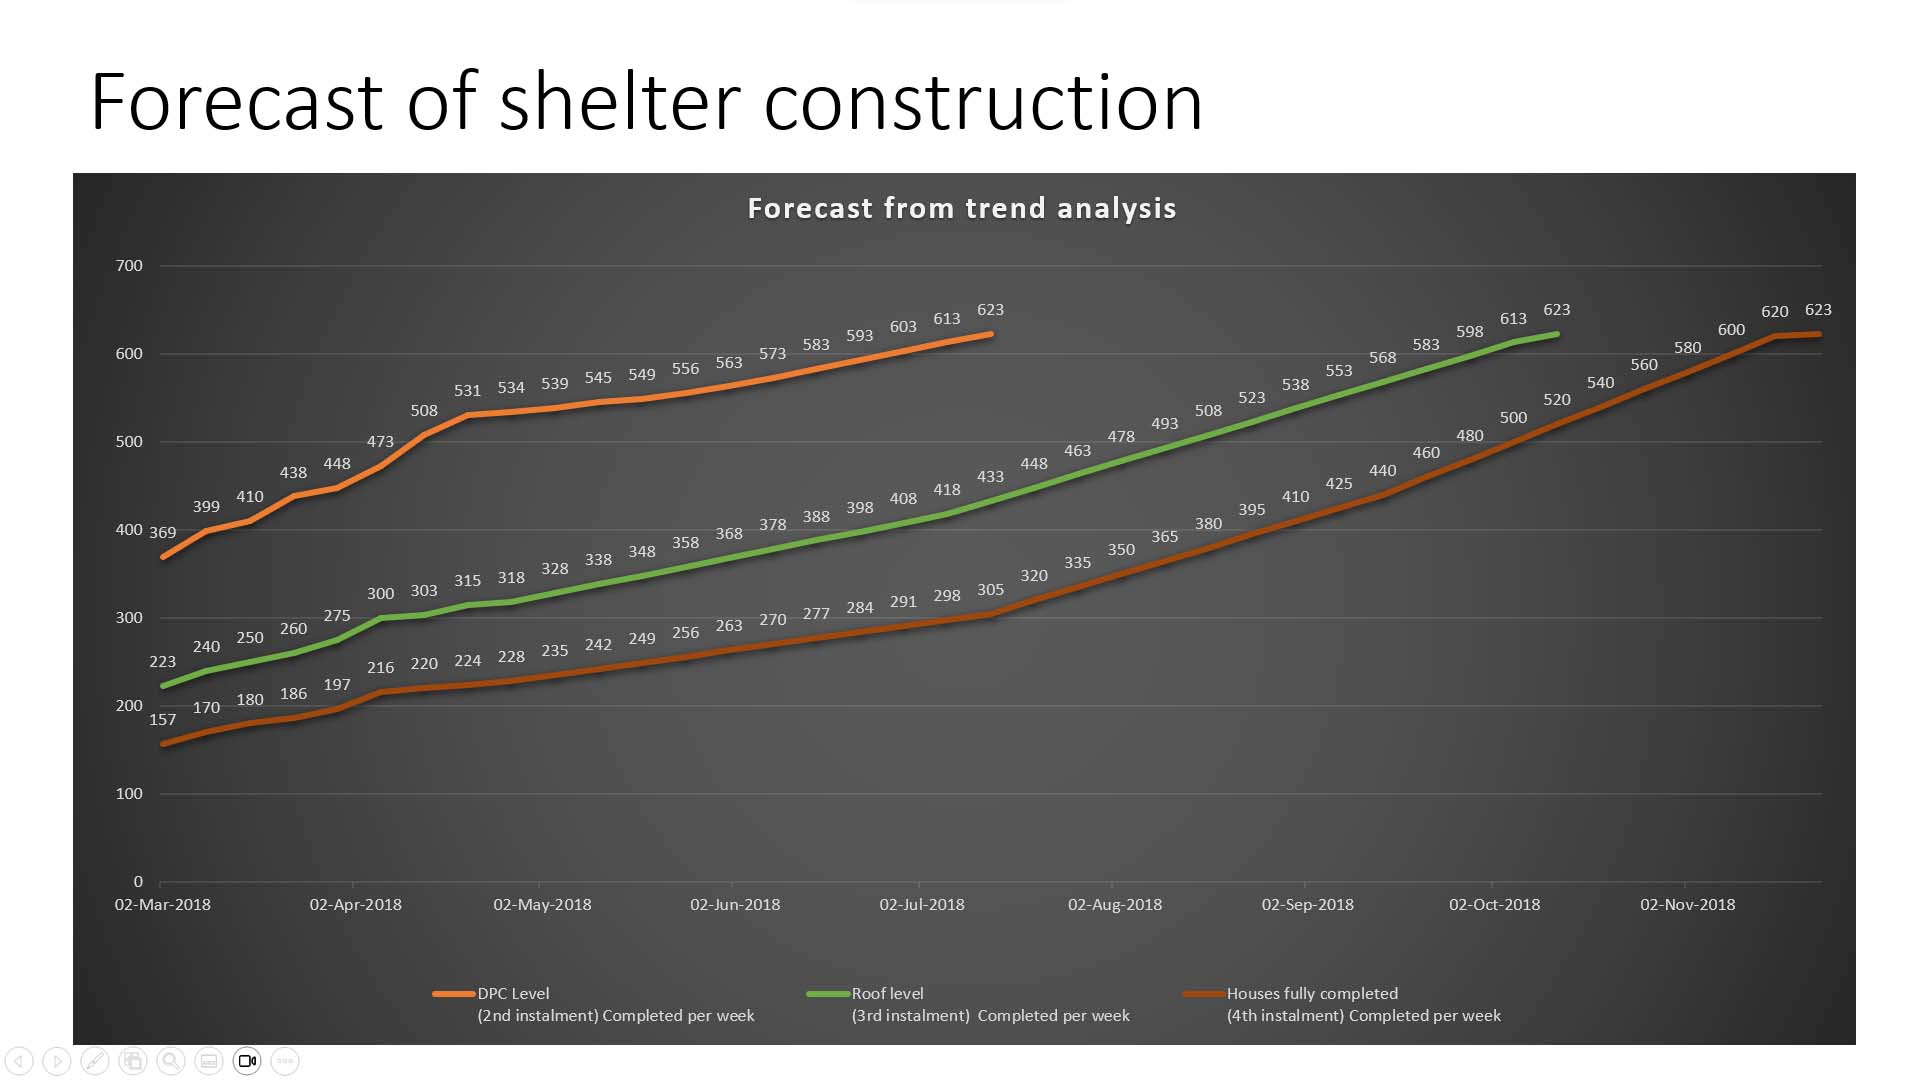 Forecast of shelter construction
Forecast from trend analysis
700
600
500
400
300
200
100
0
369 399 410 438 448 473 508 531 534 539 545 549 556 563 573 583 593 603 613 623
223 240 250 260 275 300 303 315 318 328 338 348 358 368 378 388 398 408 418 433 448 463 478 493 508 523 538 553 568 583 598 613 623
157 170 180 186 197 216 220 224 228 235 242 249 256 263 270 277 284 291 298 305 320 335 350 365 380 395 410 425 440 460 480 500 520 540 560 580 600 620 623
02-Mar-2018 02-Apr-2018 02-May-2018 02-Jun-2018 02-Jul-2018 02-Aug-2018 02-Sep-2018 02-Oct-2018 02-Nov-2018
DPC Level
(2nd instalment) Completed per week
Roof level
(3rd instalment) Completed per week
Houses fully completed
(4th instalment) Completed per week